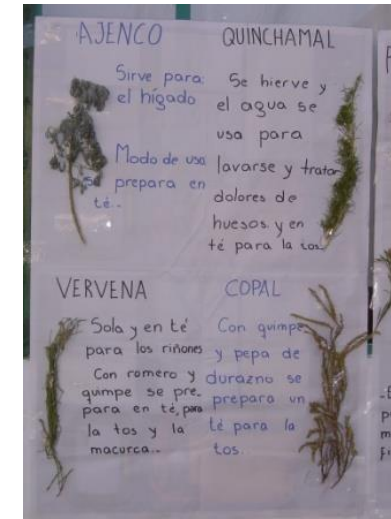 AJENCO
Sirve para:
el hígado
Modo de uso
se prepara en
té..
QUINCHAMAL
Se hierve y
el agua se
usa para
lavarse y tratar
dolores de
huesos y en
té para la tos.
VERVENA
Sola y en té
para los riñones
Con romero y
quimpe se pre-
para en té, para
la tos y la
macurca..
COPAL
Con quimpe
y pepa de
durazno se
prepara un
té para la
tos.